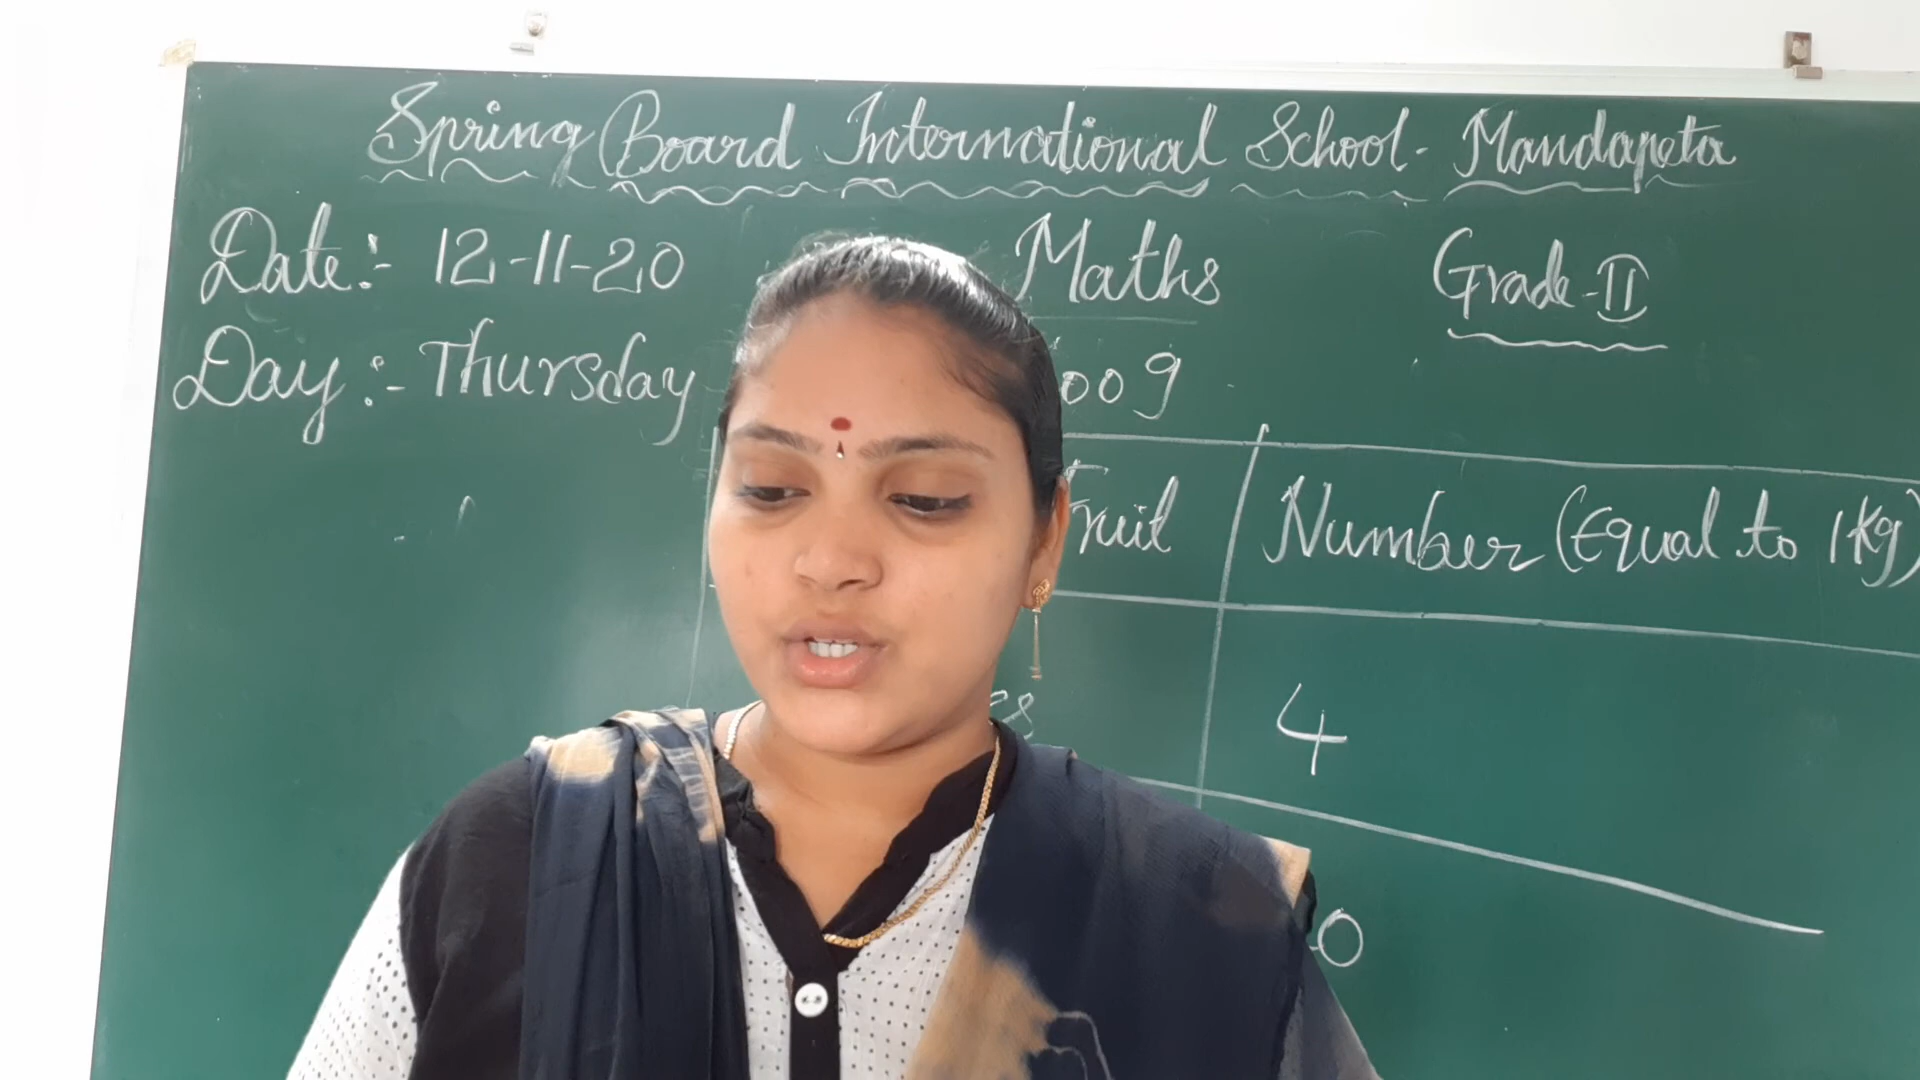 Spring Board International School - Mandapeta
Date:- 12-11-20 Maths Grade-II
Day:- Thursday 009
Fruit Number (Equal to 1kg)
es 4
0